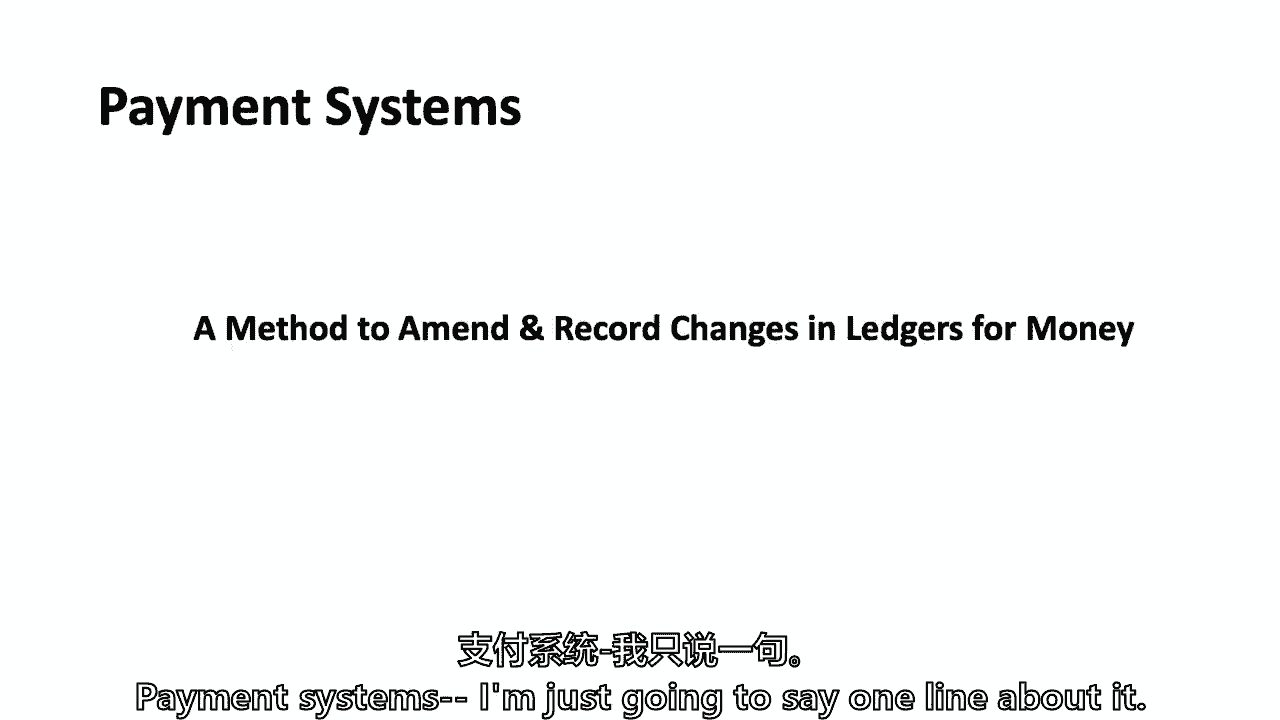 Payment Systems
A Method to Amend & Record Changes in Ledgers for Money
支付系统-我只说一句。
Payment systems-- I'm just going to say one line about it.